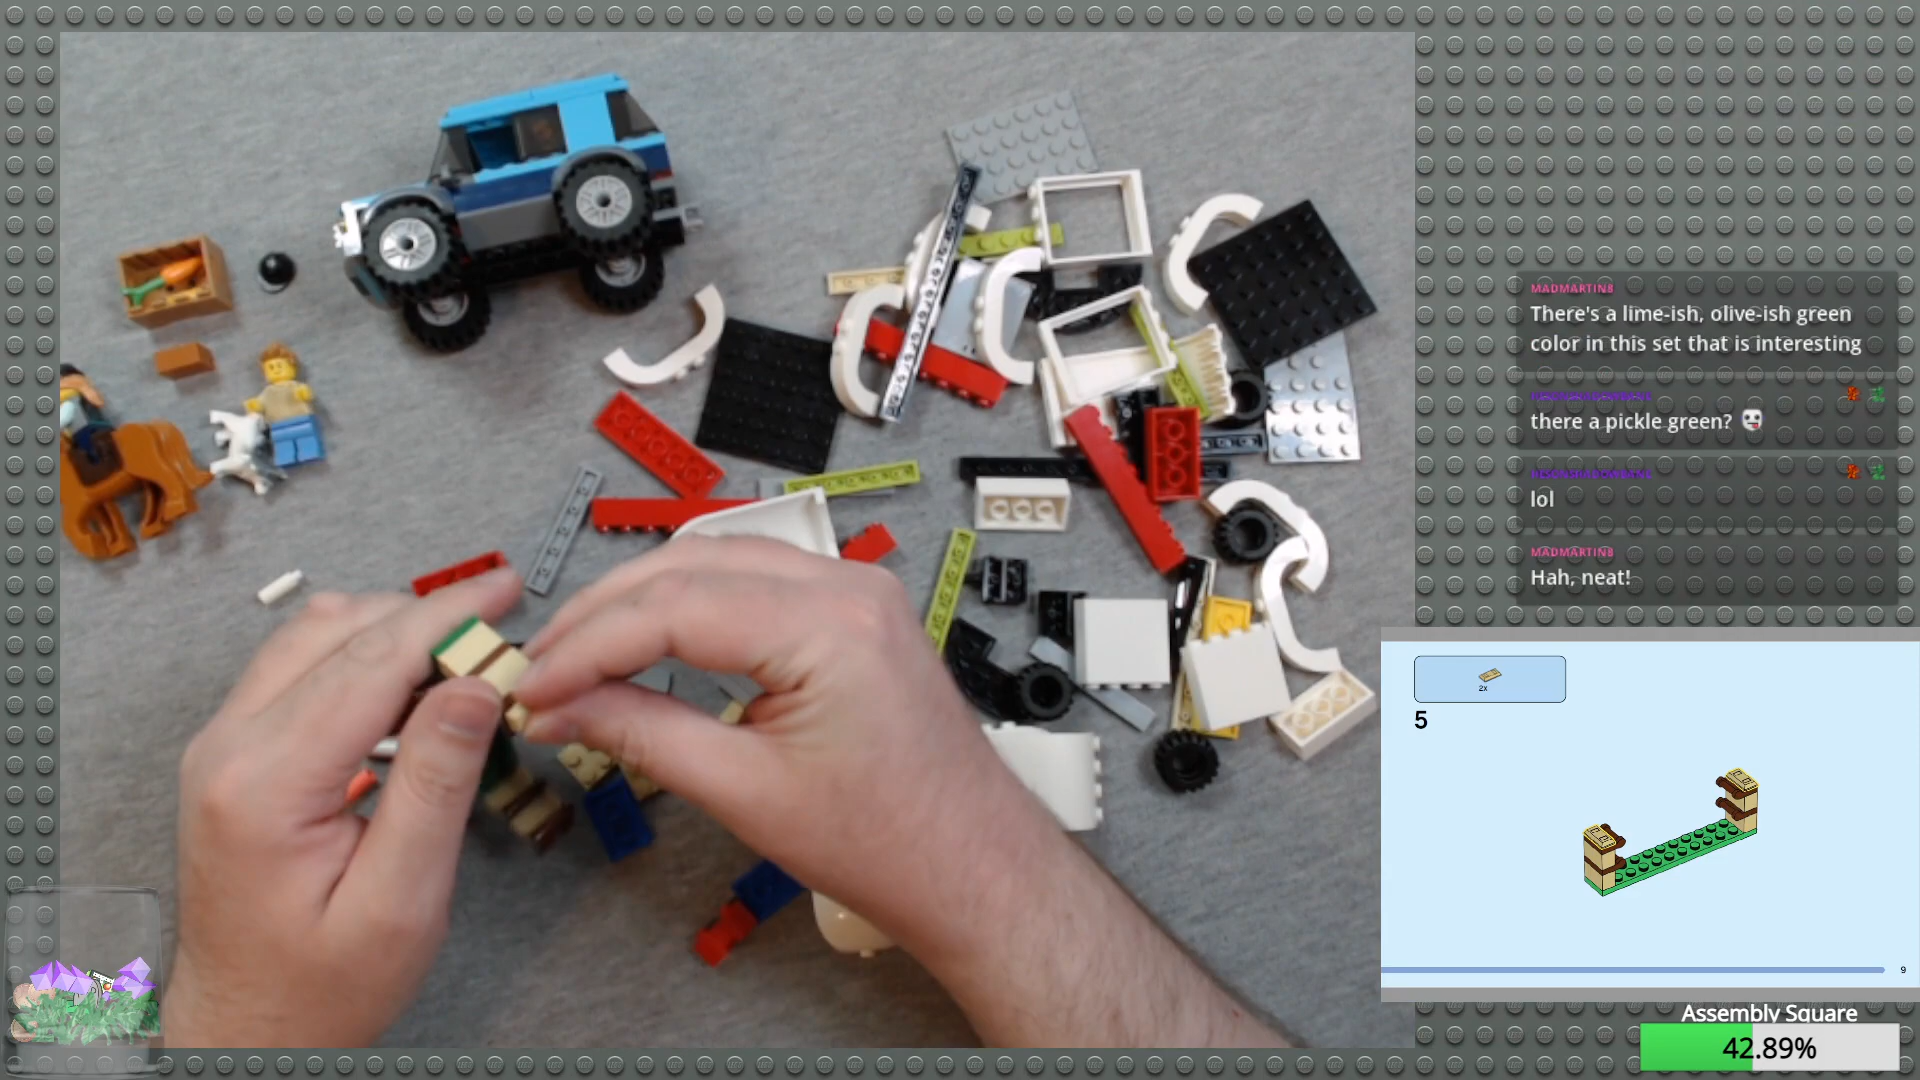 MADMARTIN8
There's a lime-ish, olive-ish green
color in this set that is interesting
there a pickle green?
lol
MADMARTIN8
Hah, neat!
2x
5
9
Assembly Square
42.89%